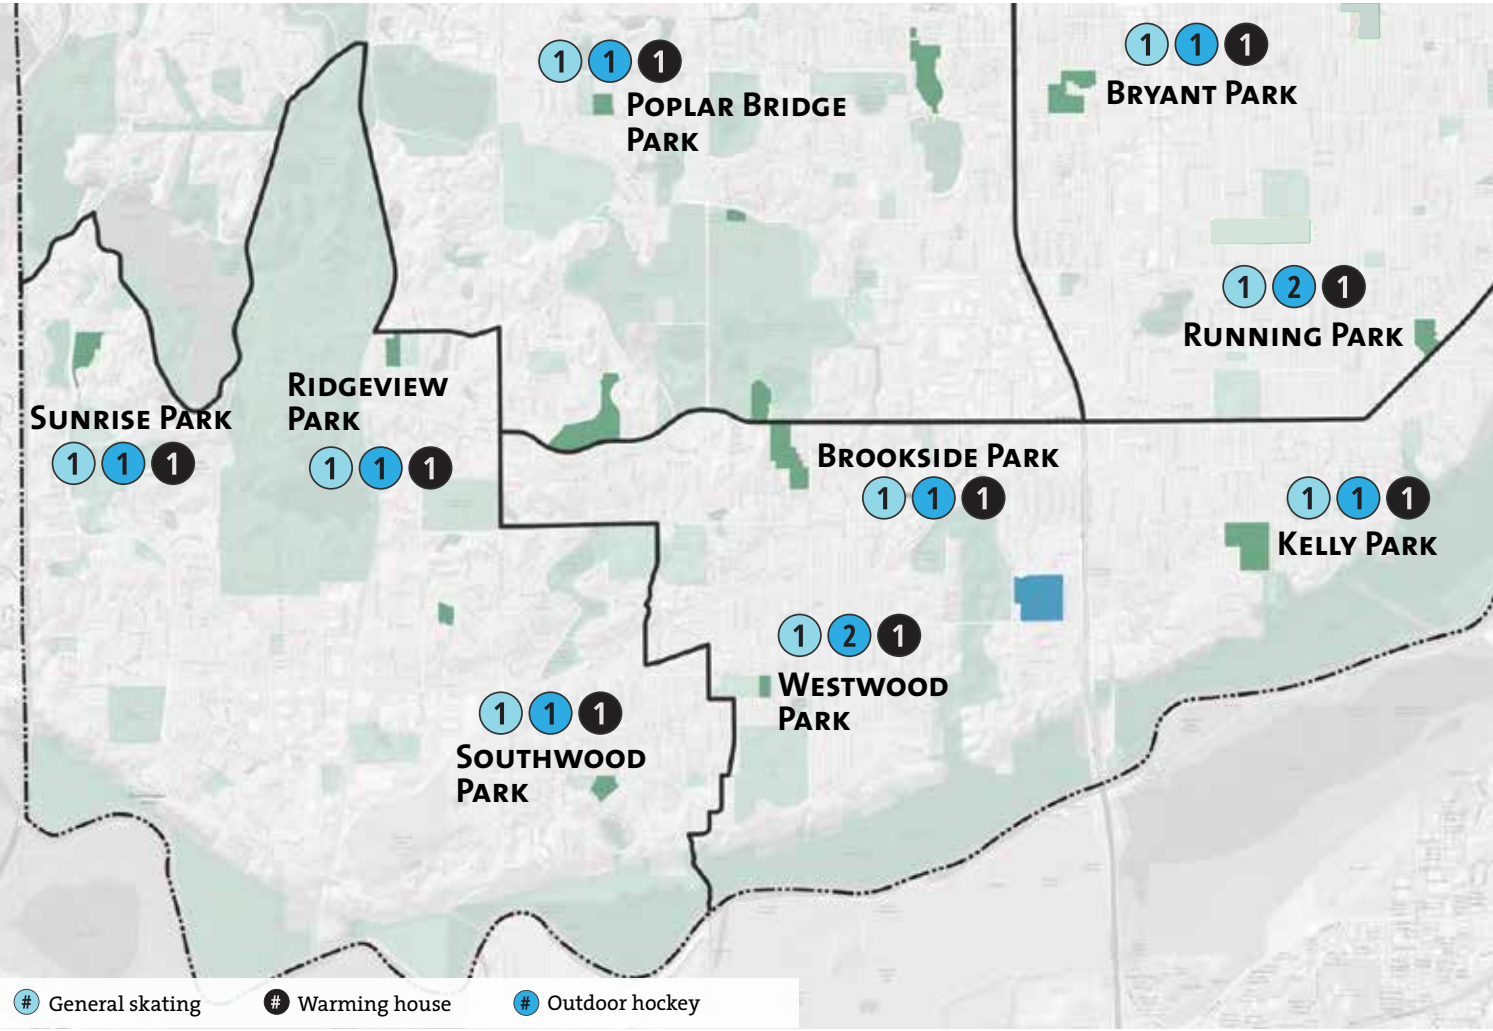 1 1 1
POPLAR BRIDGE
PARK
1 1 1
BRYANT PARK
1 2 1
RUNNING PARK
SUNRISE PARK
1 1 1
RIDGEVIEW
PARK
1 1 1
BROOKSIDE PARK
1 1 1
1 1 1
KELLY PARK
1 2 1
WESTWOOD
PARK
1 1 1
SOUTHWOOD
PARK
# General skating # Warming house # Outdoor hockey